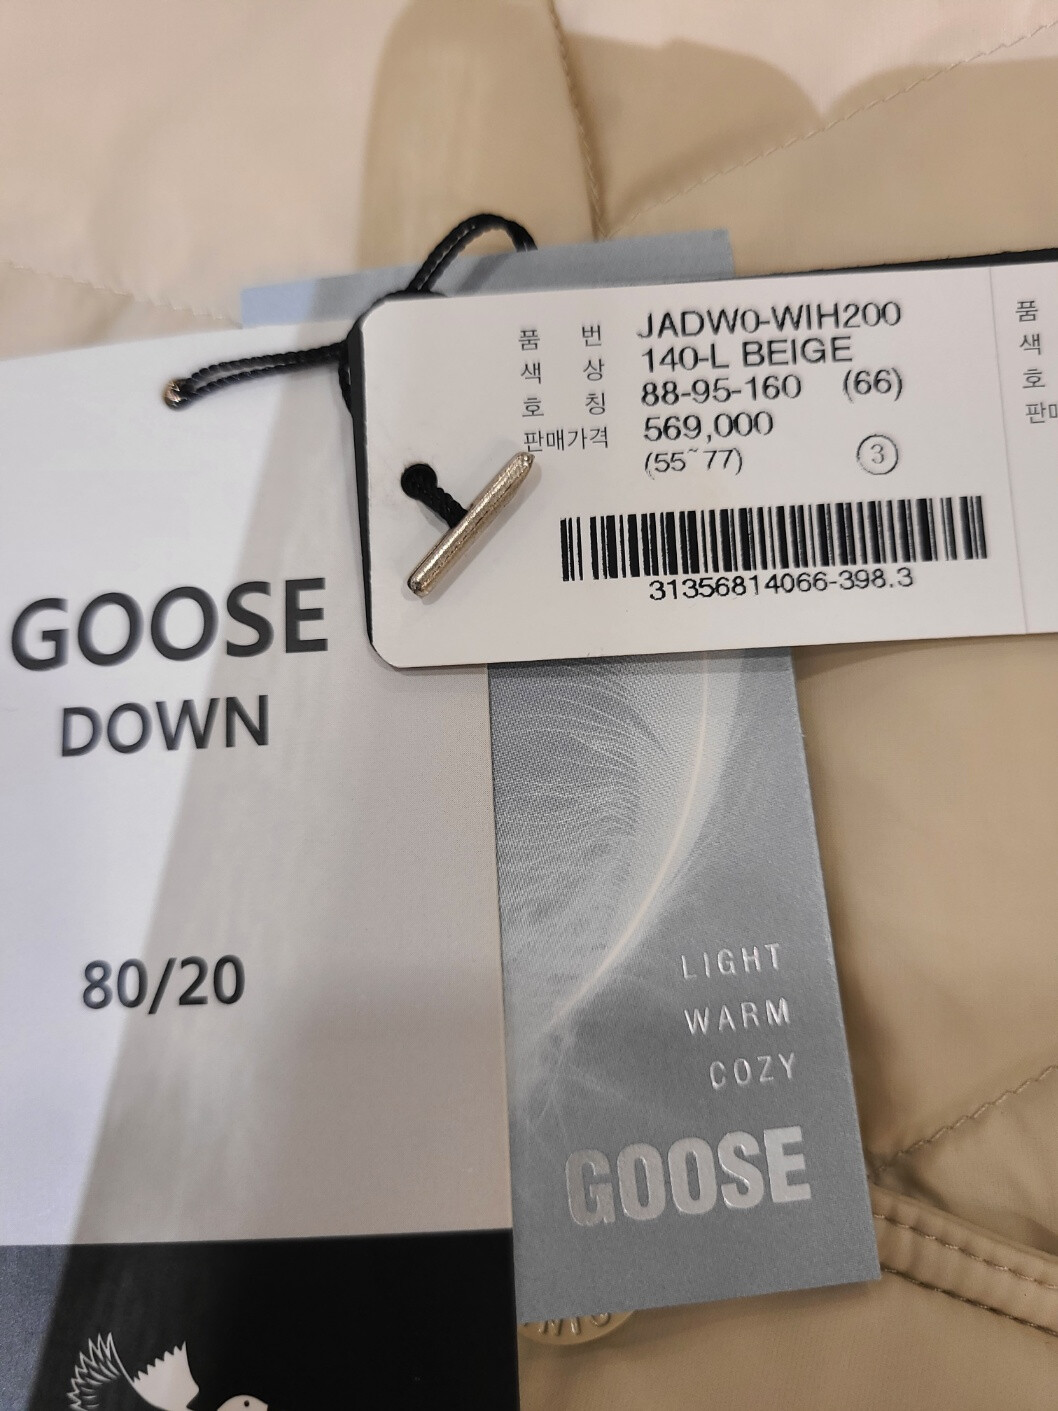 품 번 JADW0-WIH200
색 상 140-L BEIGE
호 칭 88-95-160 (66)
판매가격 569,000
(55~77) ③
31356814066-398.3
품
색
호
판매
GOOSE
DOWN
80/20
LIGHT
WARM
COZY
GOOSE